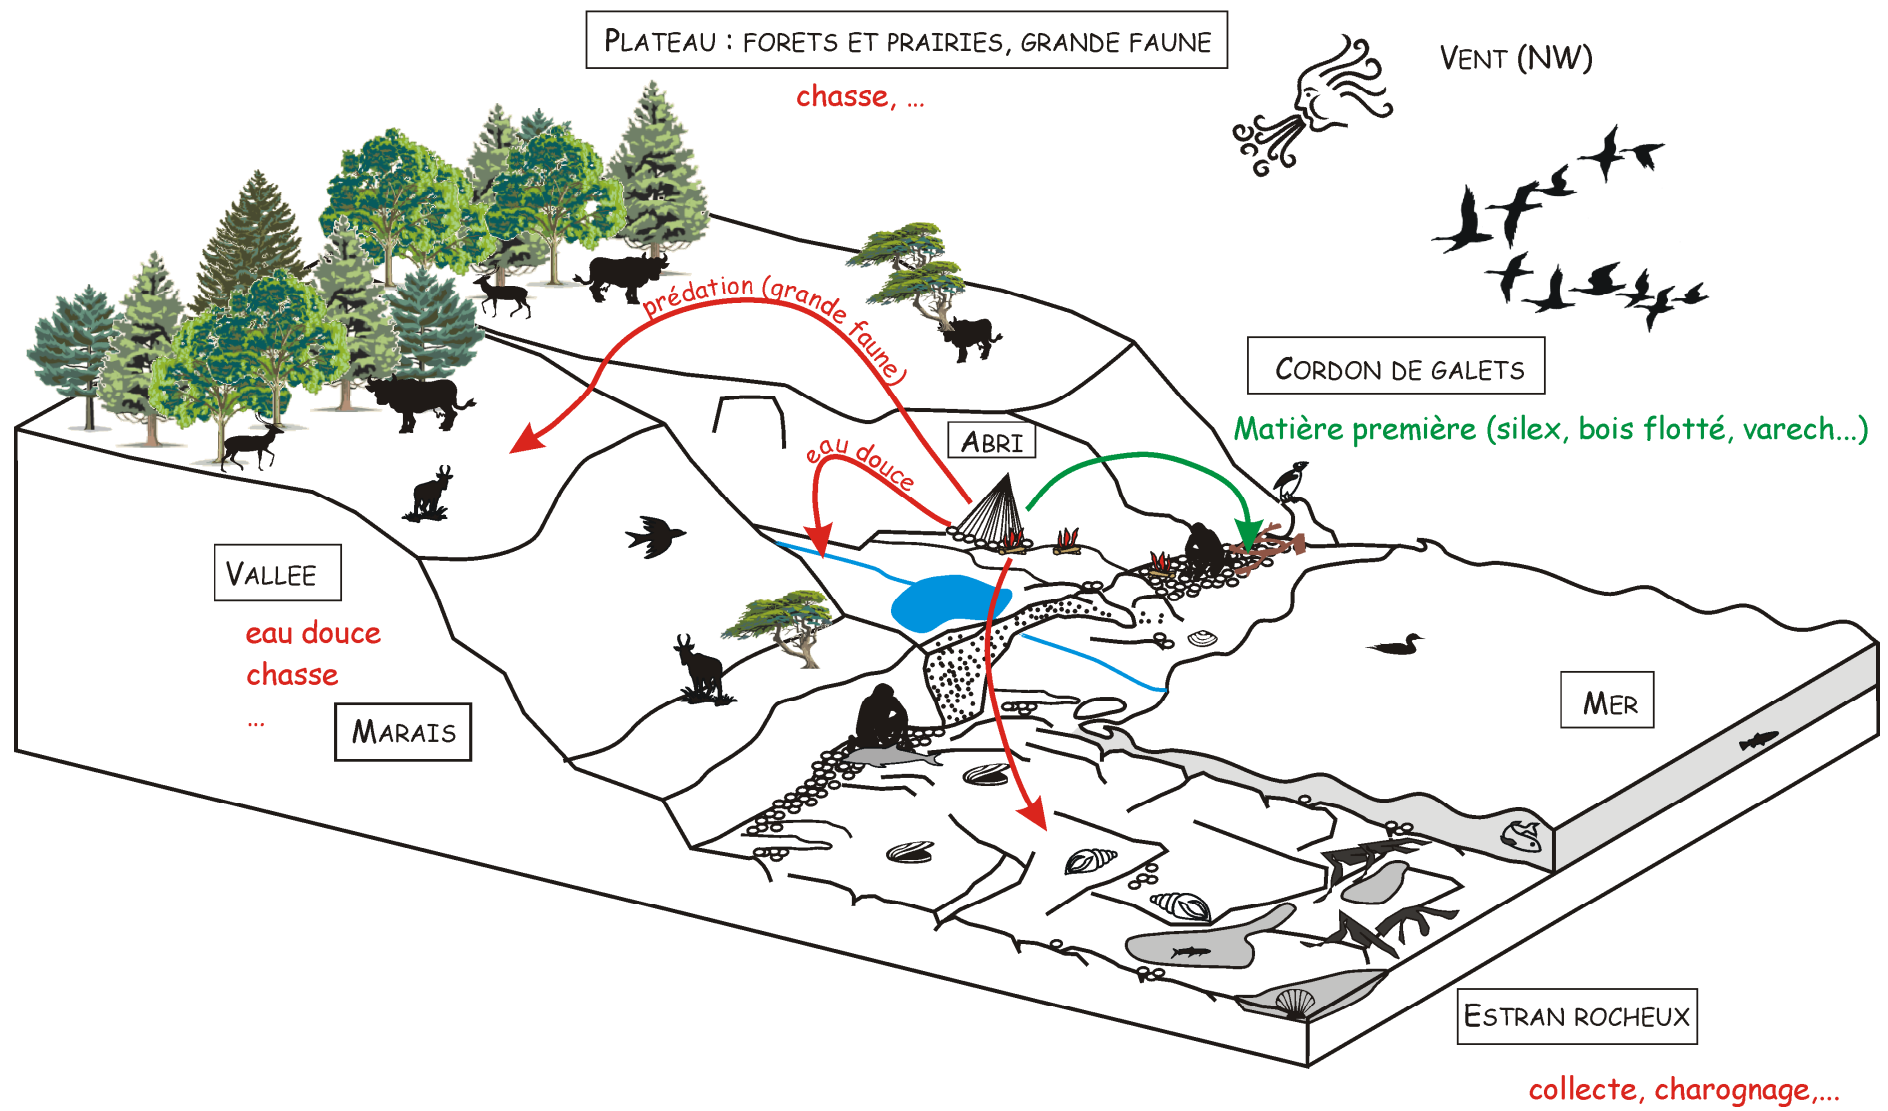 PLATEAU : FORETS ET PRAIRIES, GRANDE FAUNE
chasse, ...
VENT (NW)
prédation (grande faune)
CORDON DE GALETS
Matière première (silex, bois flotté, varech...)
ABRI
eau douce
VALLEE
eau douce
chasse
...
MARAIS
MER
ESTRAN ROCHEUX
collecte, charognage,...